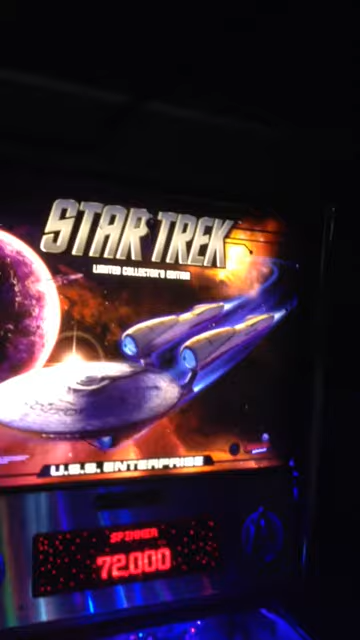 STAR TREK
LIMITED COLLECTOR'S EDITION
U.S.S. ENTERPRISE
SPINNER
72,000